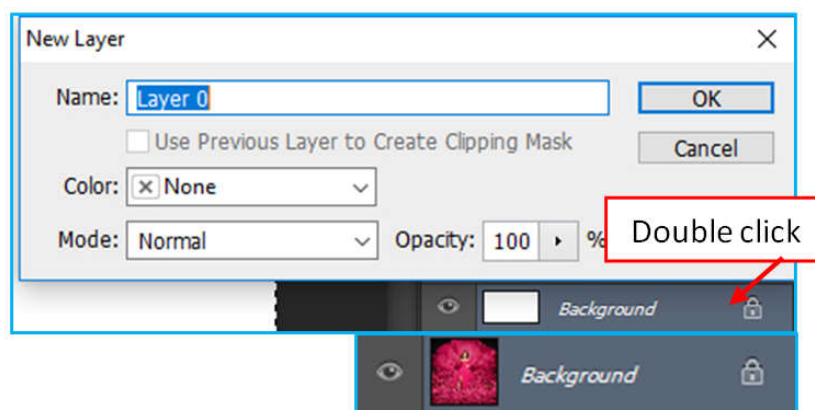 New Layer
Name: Layer 0 OK
Use Previous Layer to Create Clipping Mask Cancel
Color: None
Mode: Normal Opacity: 100 %
Double click
Background
Background